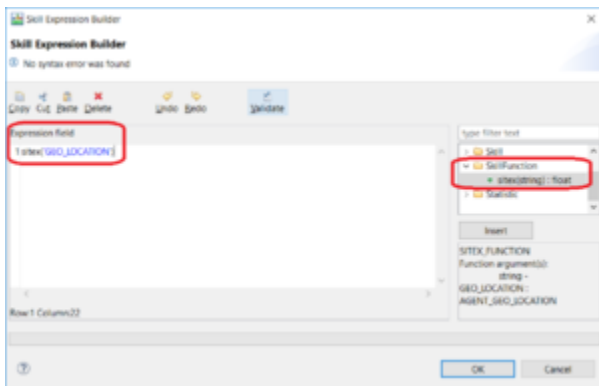 Skill Expression Builder
Skill Expression Builder
No syntax error was found
Copy Cut Paste Delete Undo Redo Validate
Expression field
1 sitex('GEO_LOCATION')
type filter text
Skill
SkillFunction
sitex(string) : float
Statistic
Insert
SITEX_FUNCTION
Function argument(s):
string -
GEO_LOCATION :
AGENT_GEO_LOCATION
Row:1 Column:22
OK Cancel